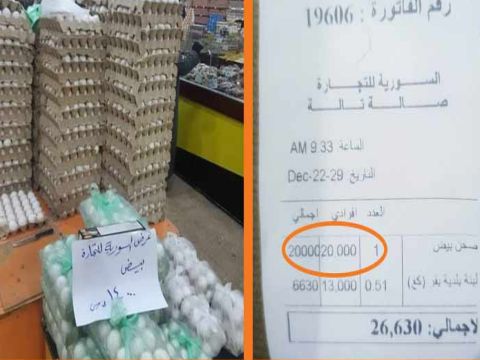 عرض السورية للتجارة
بيض
١٤٠٠٠
رقم الفاتورة : 19606
السورية للتجارة
صالة
الساعة AM 9:33
التاريخ Dec-22-29
العدد افرادي اجمالي
صحن بيض 1 20,000 20000
لبنة بلدية بقر (كغ) 0.51 13,000 6630
لاجمالي: 26,630